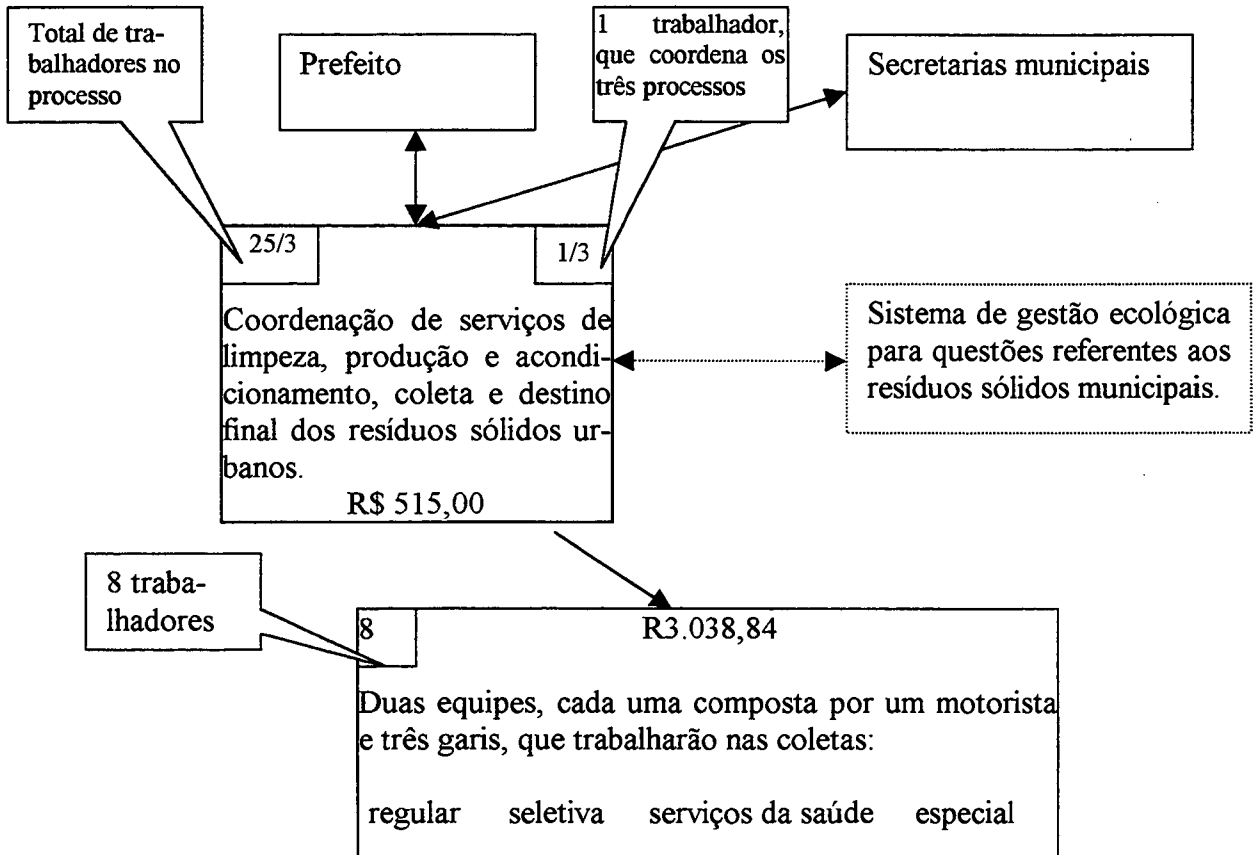 Total de tra-
balhadores no
processo
Prefeito
1 trabalhador,
que coordena os
três processos
Secretarias municipais
25/3
1/3
Coordenação de serviços de
limpeza, produção e acondi-
cionamento, coleta e destino
final dos resíduos sólidos ur-
banos.
R$ 515,00
Sistema de gestão ecológica
para questões referentes aos
resíduos sólidos municipais.
8 traba-
lhadores
8
R3.038,84
Duas equipes, cada uma composta por um motorista
e três garis, que trabalharão nas coletas:
regular seletiva serviços da saúde especial